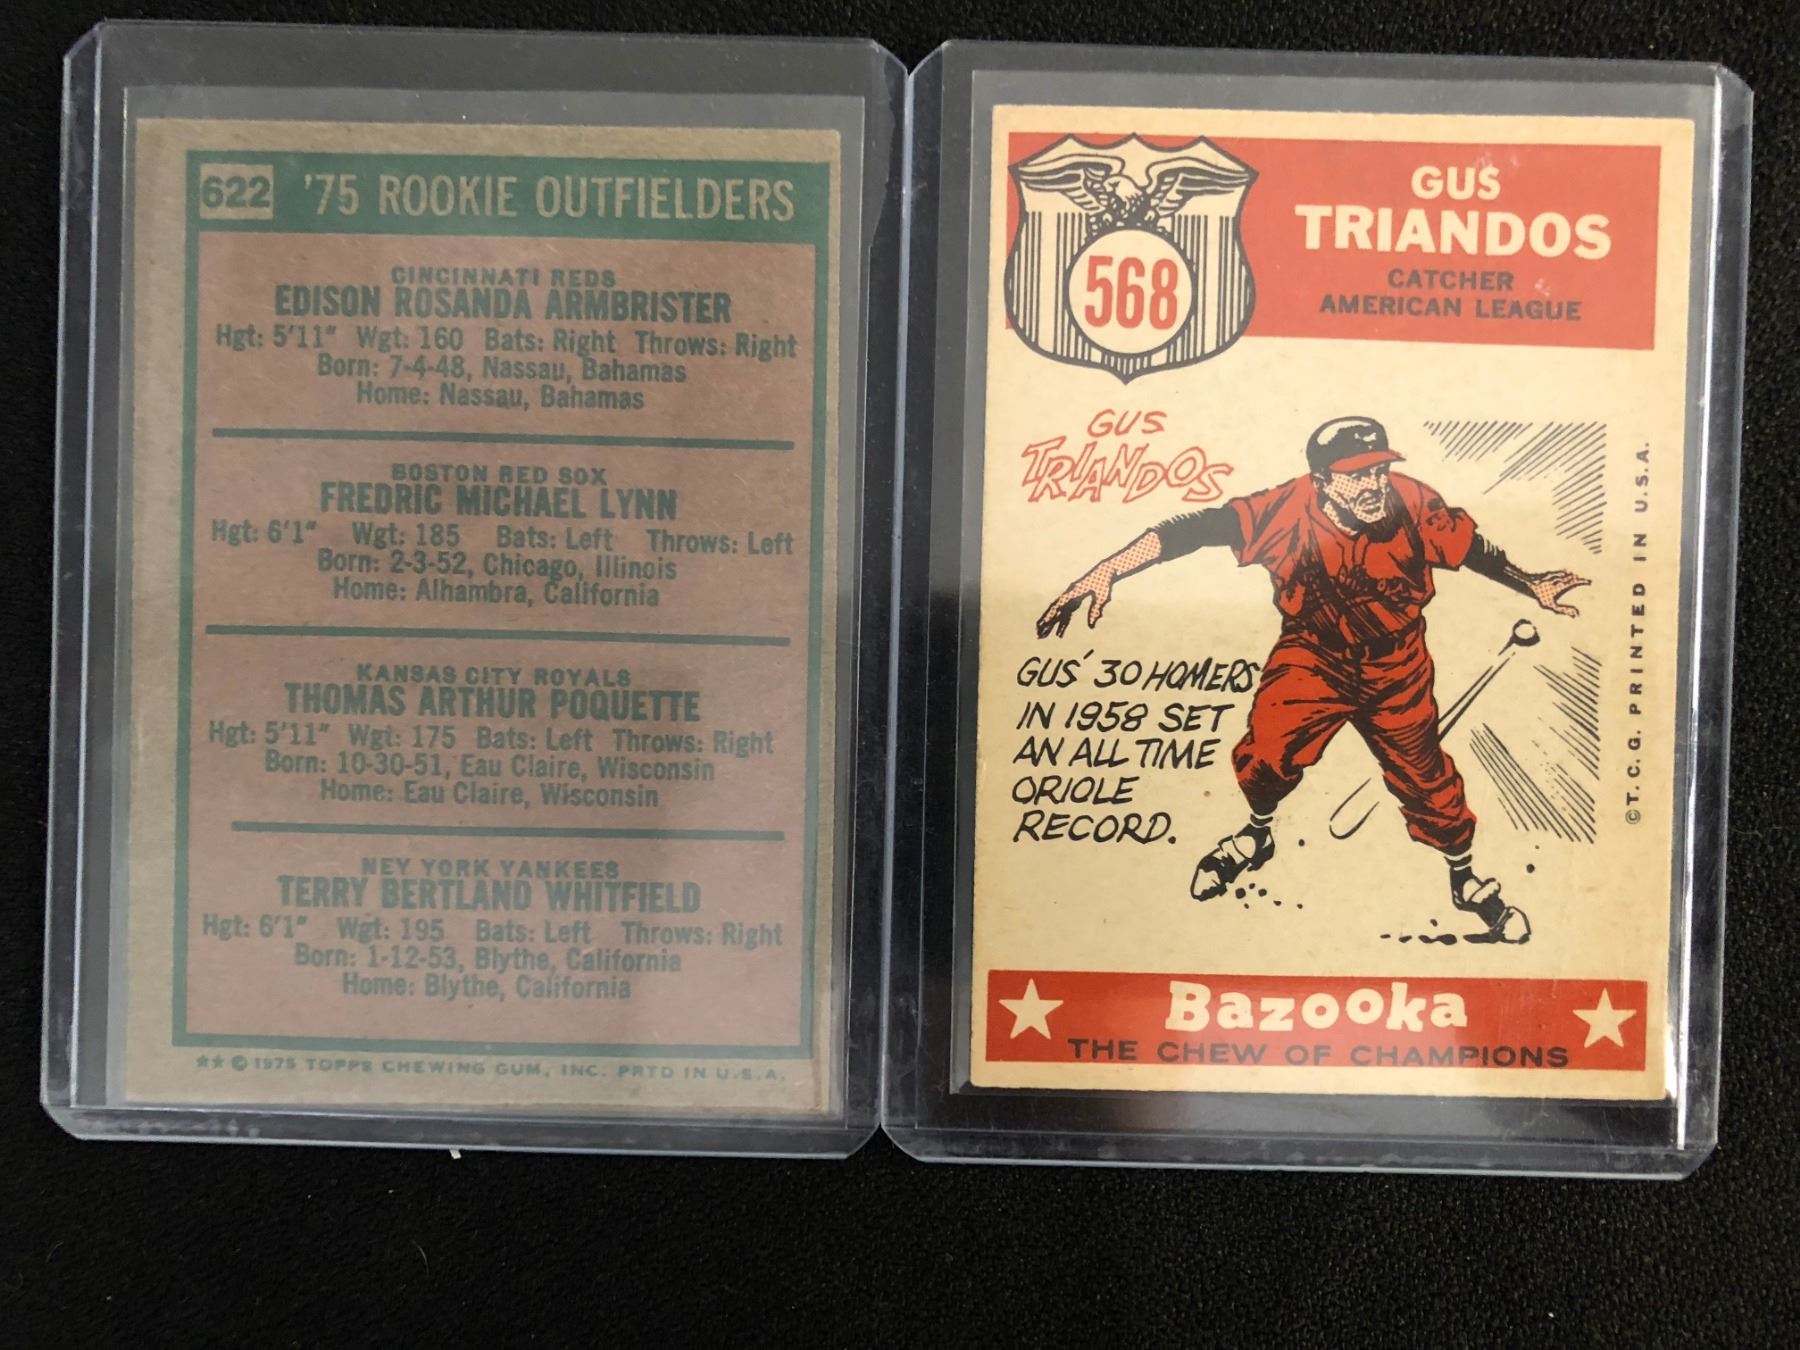 622 '75 ROOKIE OUTFIELDERS
CINCINNATI REDS
EDISON ROSANDA ARMBRISTER
Hgt: 5'11" Wgt: 160 Bats: Right Throws: Right
Born: 7-4-48, Nassau, Bahamas
Home: Nassau, Bahamas
BOSTON RED SOX
FREDRIC MICHAEL LYNN
Hgt: 6'1" Wgt: 185 Bats: Left Throws: Left
Born: 2-3-52, Chicago, Illinois
Home: Alhambra, California
KANSAS CITY ROYALS
THOMAS ARTHUR POQUETTE
Hgt: 5'11" Wgt: 175 Bats: Left Throws: Right
Born: 10-30-51, Eau Claire, Wisconsin
Home: Eau Claire, Wisconsin
NEW YORK YANKEES
TERRY BERTLAND WHITFIELD
Hgt: 6'1" Wgt: 195 Bats: Left Throws: Right
Born: 1-12-53, Blythe, California
Home: Blythe, California
** © 1975 TOPPS CHEWING GUM, INC. PRTD IN U.S.A.
568
GUS
TRIANDOS
CATCHER
AMERICAN LEAGUE
GUS
TRIANDOS
GUS' 30 HOMERS
IN 1958 SET
AN ALL TIME
ORIOLE
RECORD.
© T. C. G. PRINTED IN U.S.A.
Bazooka
THE CHEW OF CHAMPIONS